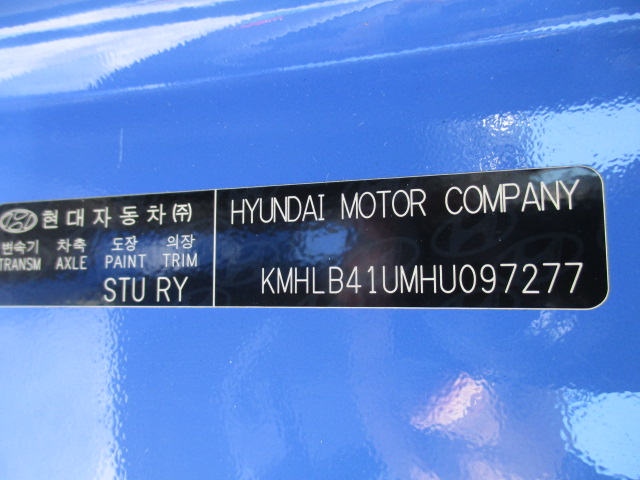 현대자동차㈜
변속기 차축 도장 의장
TRANSM AXLE PAINT TRIM
STU RY
HYUNDAI MOTOR COMPANY
KMHLB41UMHU097277